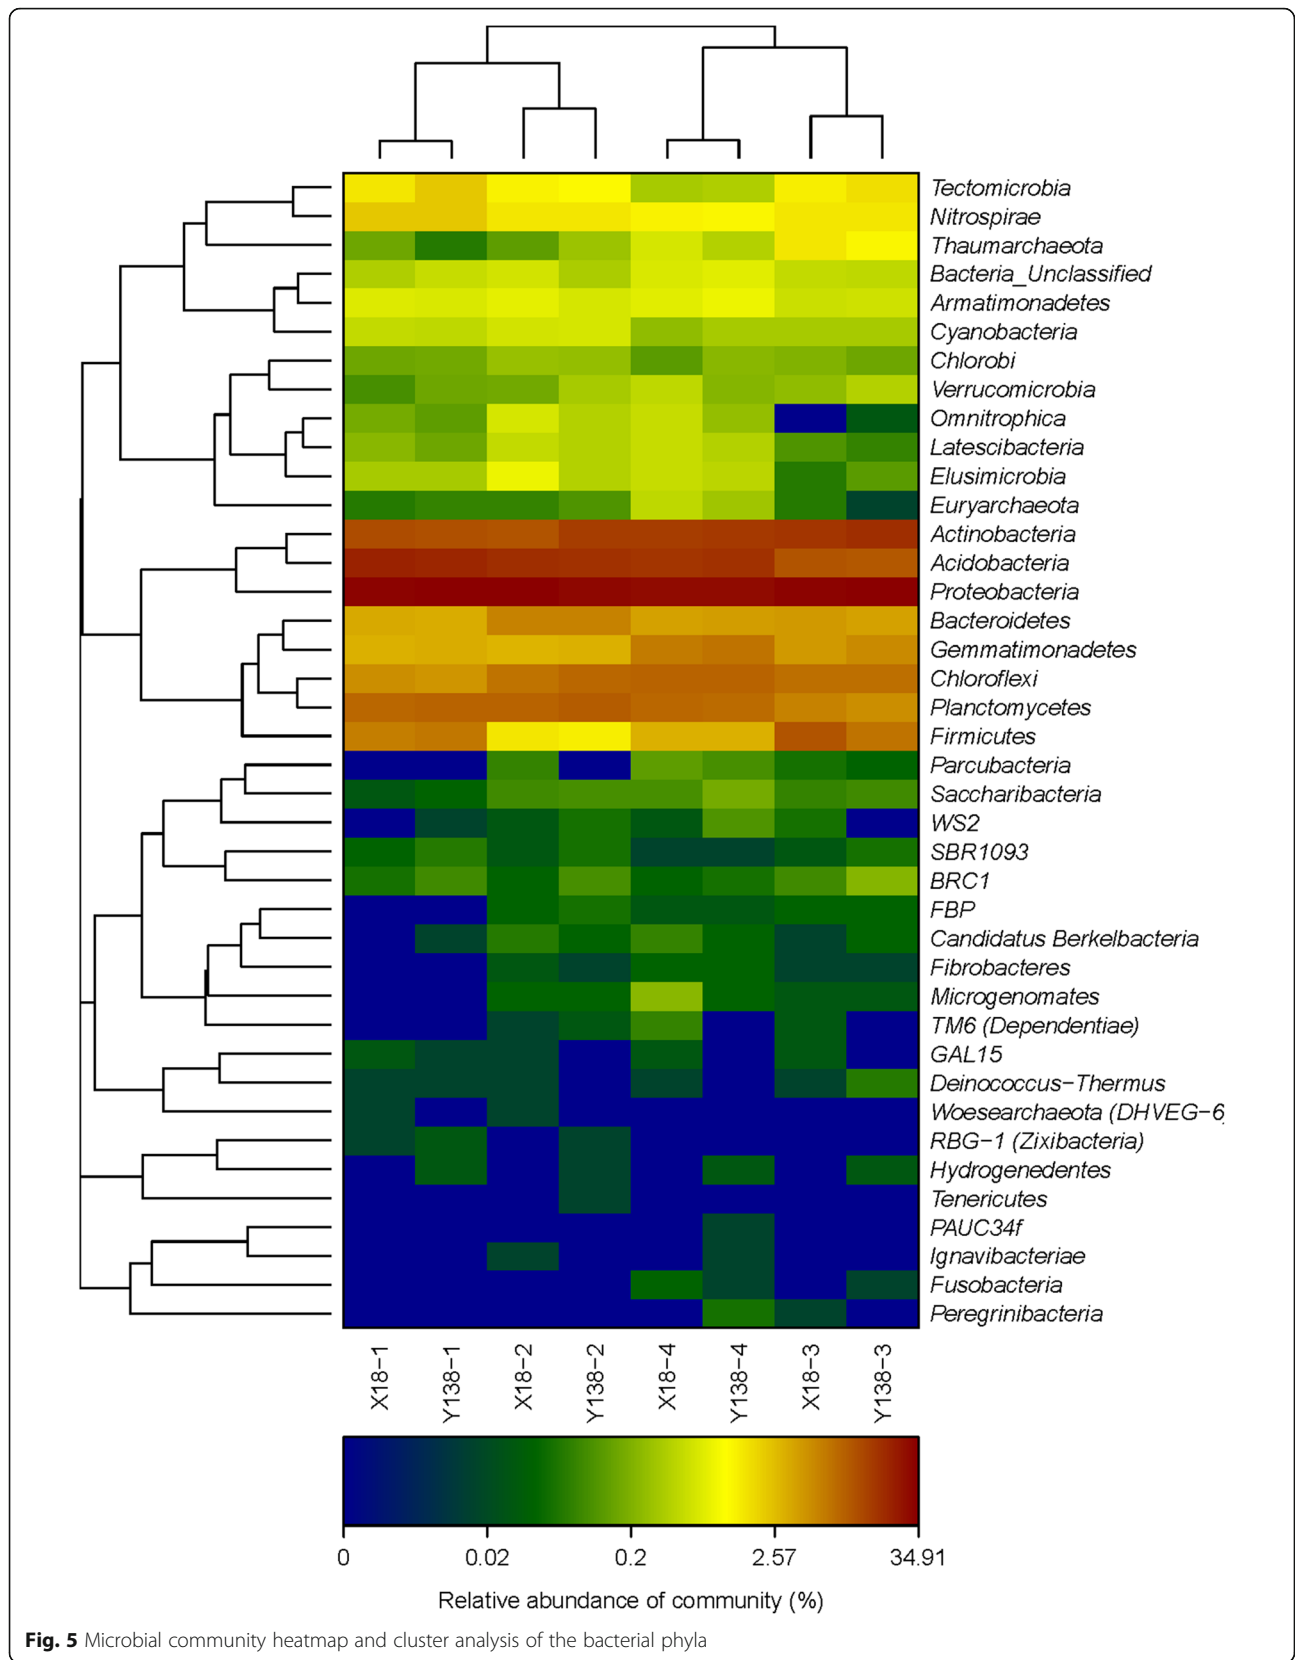 Tectomicrobia
Nitrospirae
Thaumarchaeota
Bacteria_Unclassified
Armatimonadetes
Cyanobacteria
Chlorobi
Verrucomicrobia
Omnitrophica
Latescibacteria
Elusimicrobia
Euryarchaeota
Actinobacteria
Acidobacteria
Proteobacteria
Bacteroidetes
Gemmatimonadetes
Chloroflexi
Planctomycetes
Firmicutes
Parcubacteria
Saccharibacteria
WS2
SBR1093
BRC1
FBP
Candidatus Berkelbacteria
Fibrobacteres
Microgenomates
TM6 (Dependentiae)
GAL15
Deinococcus−Thermus
Woesearchaeota (DHVEG−6)
RBG−1 (Zixibacteria)
Hydrogenedentes
Tenericutes
PAUC34f
Ignavibacteriae
Fusobacteria
Peregrinibacteria
X18−1
Y138−1
X18−2
Y138−2
X18−4
Y138−4
X18−3
Y138−3
0 0.02 0.2 2.57 34.91
Relative abundance of community (%)
Fig. 5 Microbial community heatmap and cluster analysis of the bacterial phyla